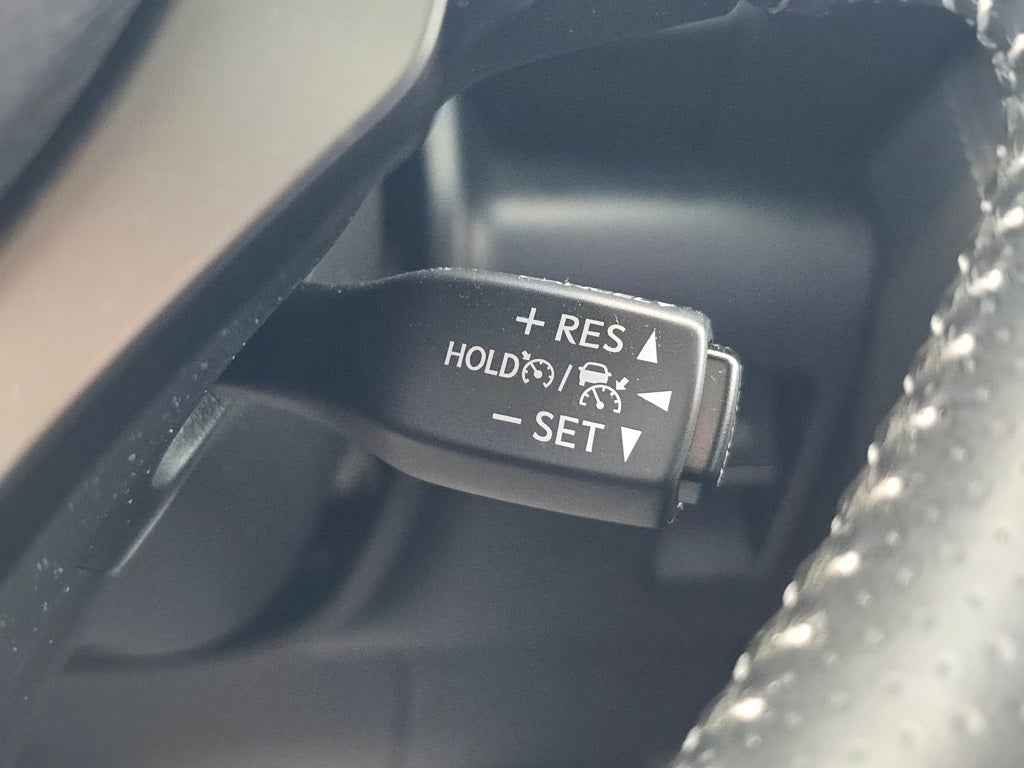 + RES ▲
HOLD / ◀
− SET ▼